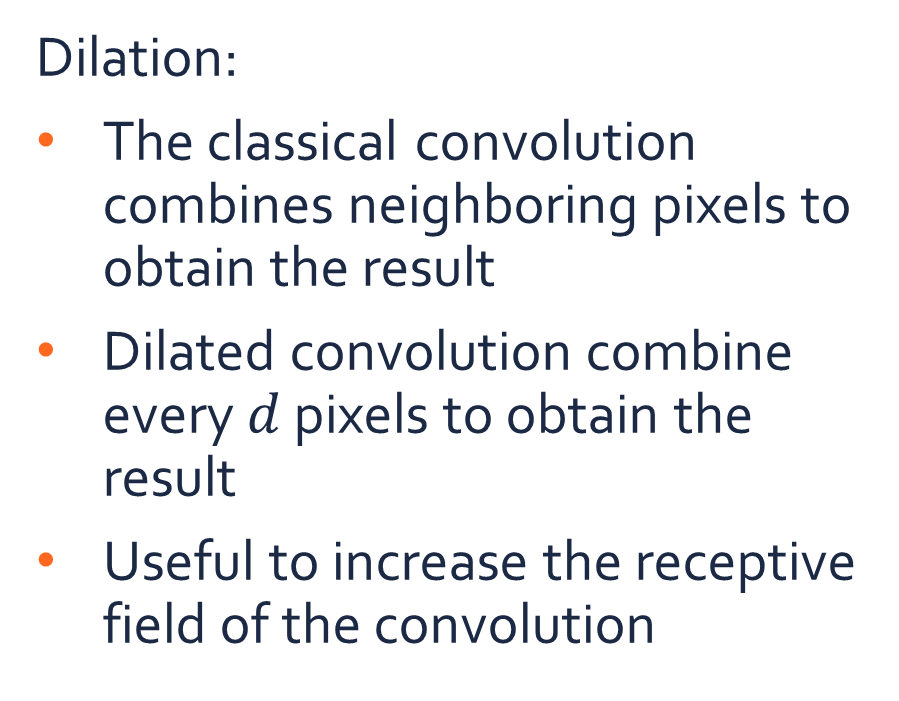 Dilation:
• The classical convolution
combines neighboring pixels to
obtain the result
• Dilated convolution combine
every d pixels to obtain the
result
• Useful to increase the receptive
field of the convolution